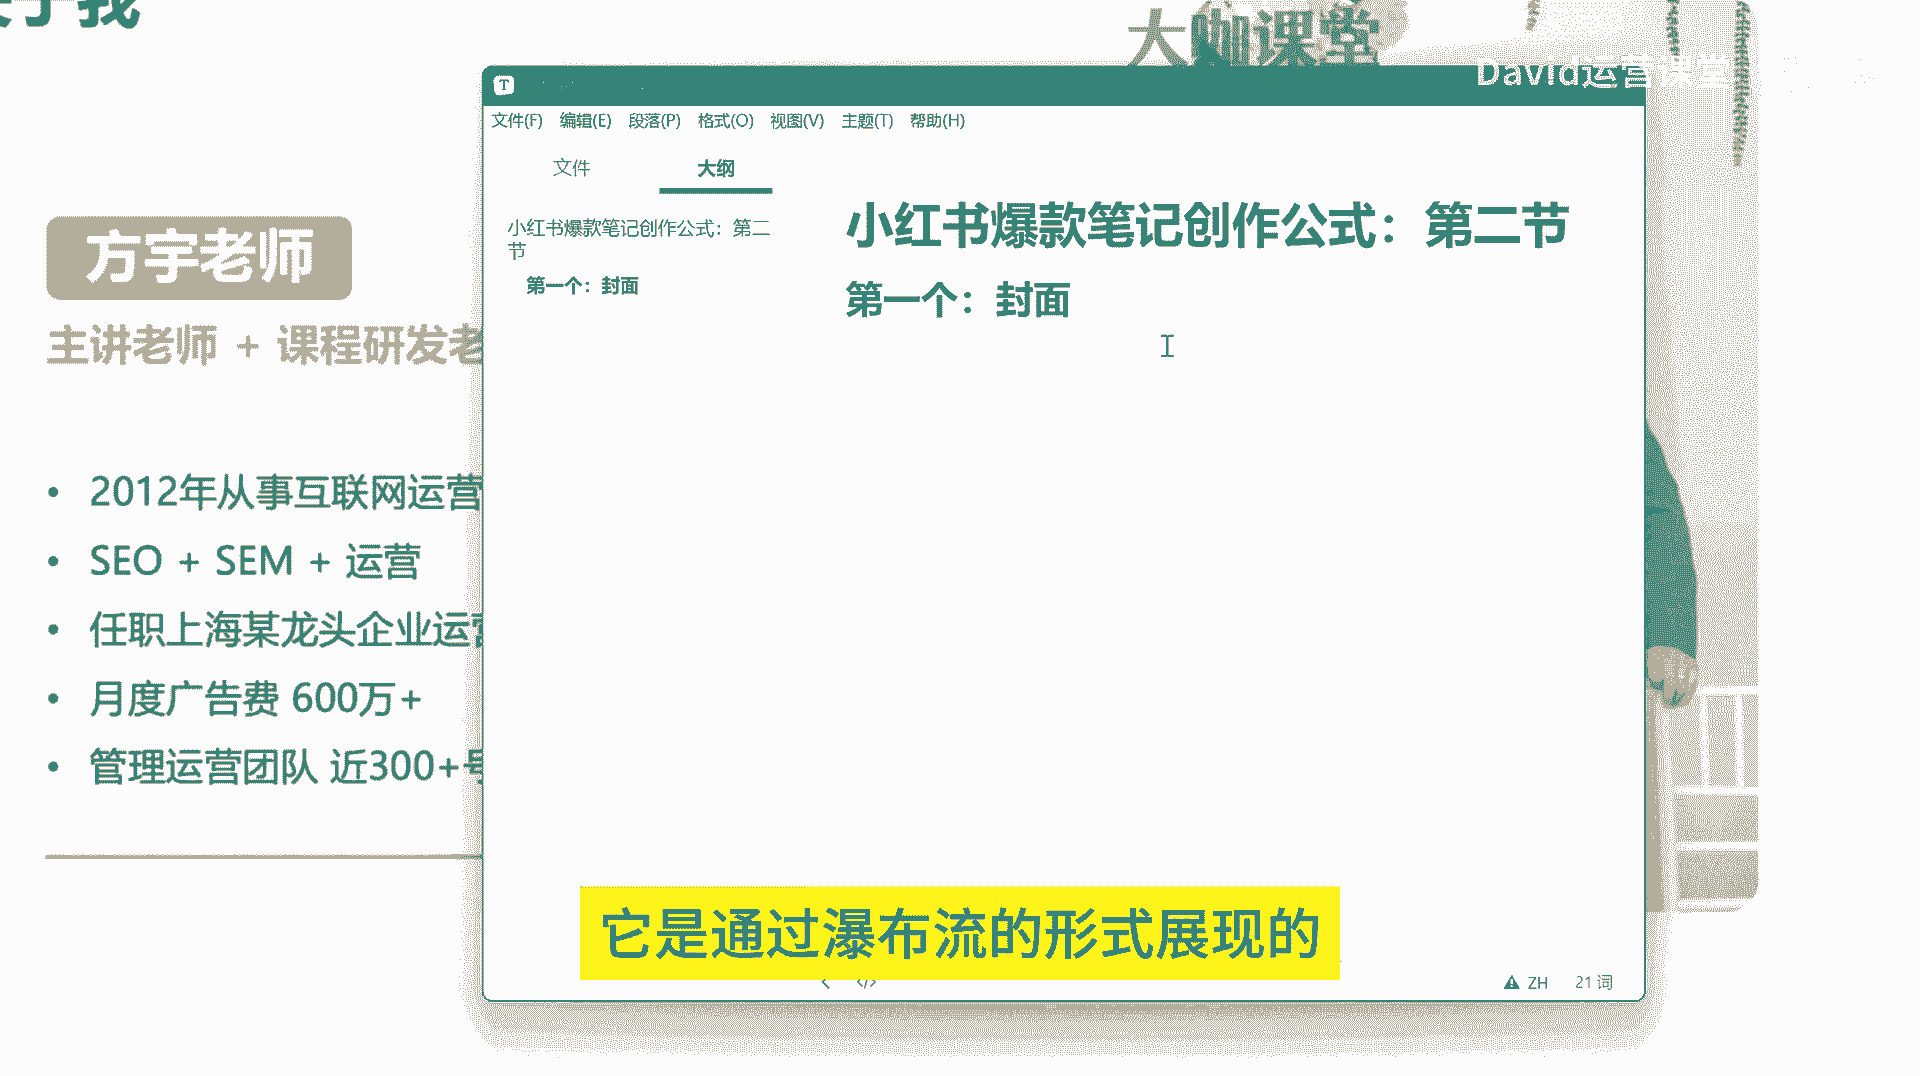 于我
大咖课堂
David运营课堂
T
文件(F) 编辑(E) 段落(P) 格式(O) 视图(V) 主题(T) 帮助(H)
文件 大纲
小红书爆款笔记创作公式：第二
节
第一个：封面
小红书爆款笔记创作公式：第二节
第一个：封面
方宇老师
主讲老师 + 课程研发老
• 2012年从事互联网运营
• SEO + SEM + 运营
• 任职上海某龙头企业运营
• 月度广告费 600万+
• 管理运营团队 近300+号
它是通过瀑布流的形式展现的
ZH 21 词